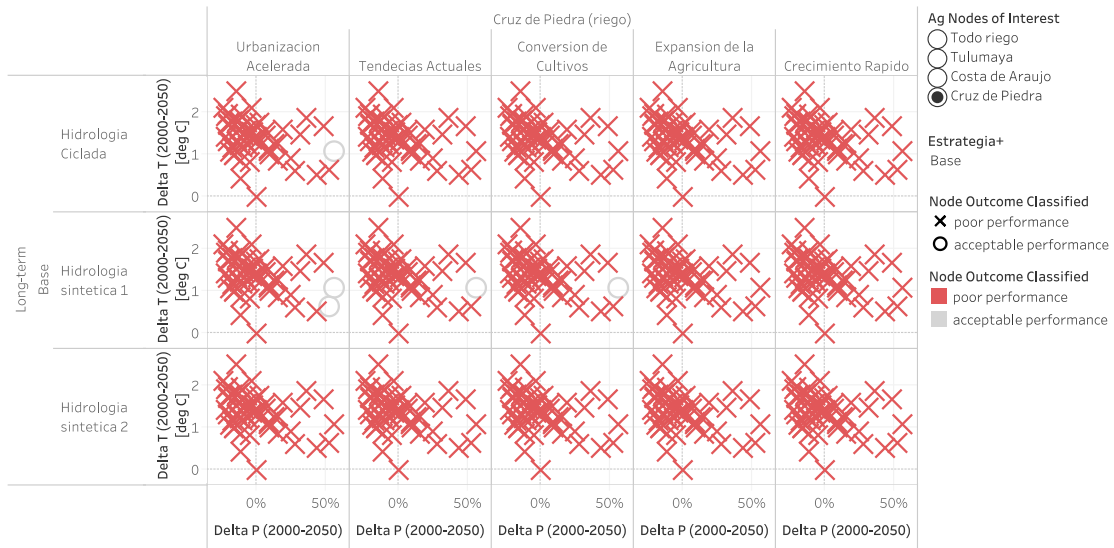 Cruz de Piedra (riego)
Urbanizacion
Acelerada
Tendecias Actuales
Conversion de
Cultivos
Expansion de la
Agricultura
Crecimiento Rapido
Long-term
Base
Hidrologia
Ciclada
Delta T (2000-2050)
[deg C]
2
1
0
Hidrologia
sintetica 1
Delta T (2000-2050)
[deg C]
2
1
0
Hidrologia
sintetica 2
Delta T (2000-2050)
[deg C]
2
1
0
0% 50% 0% 50% 0% 50% 0% 50% 0% 50%
Delta P (2000-2050) Delta P (2000-2050) Delta P (2000-2050) Delta P (2000-2050) Delta P (2000-2050)
Ag Nodes of Interest
Todo riego
Tulumaya
Costa de Araujo
Cruz de Piedra
Estrategia+
Base
Node Outcome Classified
poor performance
acceptable performance
Node Outcome Classified
poor performance
acceptable performance